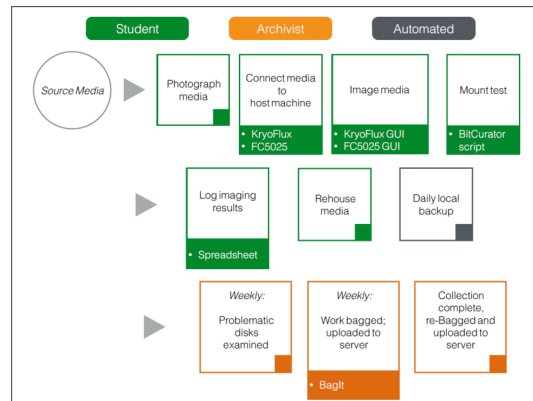 Student
Archivist
Automated
Source Media
Photograph
media
Connect media
to
host machine
• KryoFlux
• FC5025
Image media
• KryoFlux GUI
• FC5025 GUI
Mount test
• BitCurator
script
Log imaging
results
• Spreadsheet
Rehouse
media
Daily local
backup
Weekly:
Problematic
disks
examined
Weekly:
Work bagged;
uploaded to
server
• BagIt
Collection
complete,
re-Bagged and
uploaded to
server